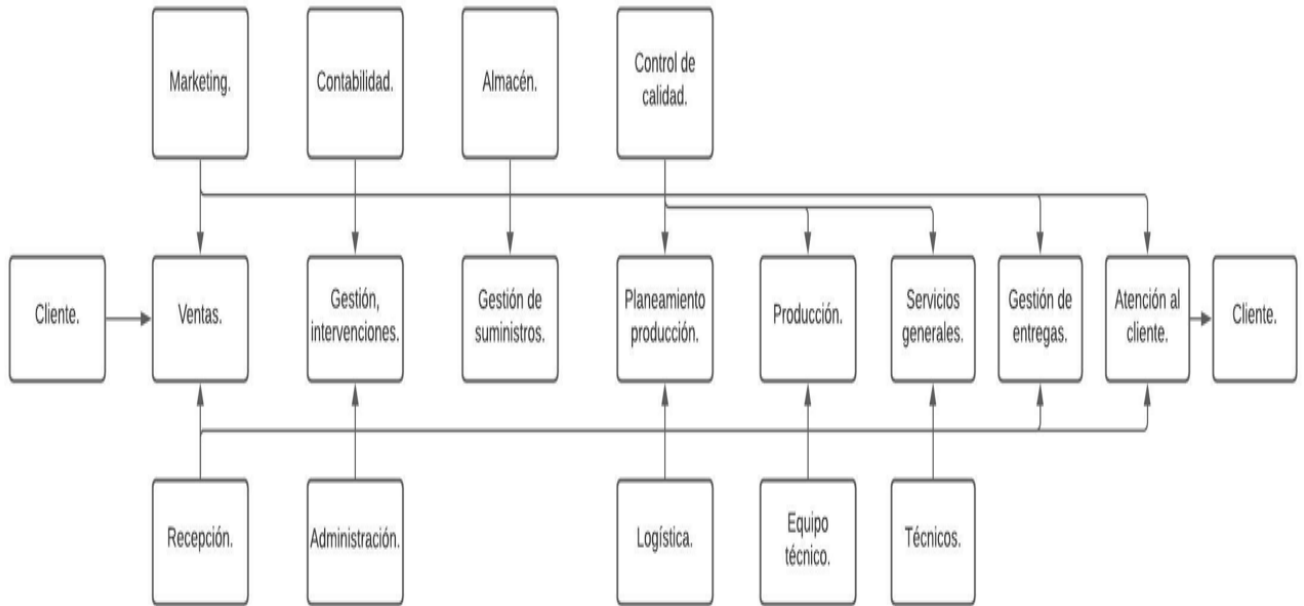 Marketing.
Contabilidad.
Almacén.
Control de
calidad.
Cliente.
Ventas.
Gestión,
intervenciones.
Gestión de
suministros.
Planeamiento
producción.
Producción.
Servicios
generales.
Gestión de
entregas.
Atención al
cliente.
Cliente.
Recepción.
Administración.
Logística.
Equipo
técnico.
Técnicos.